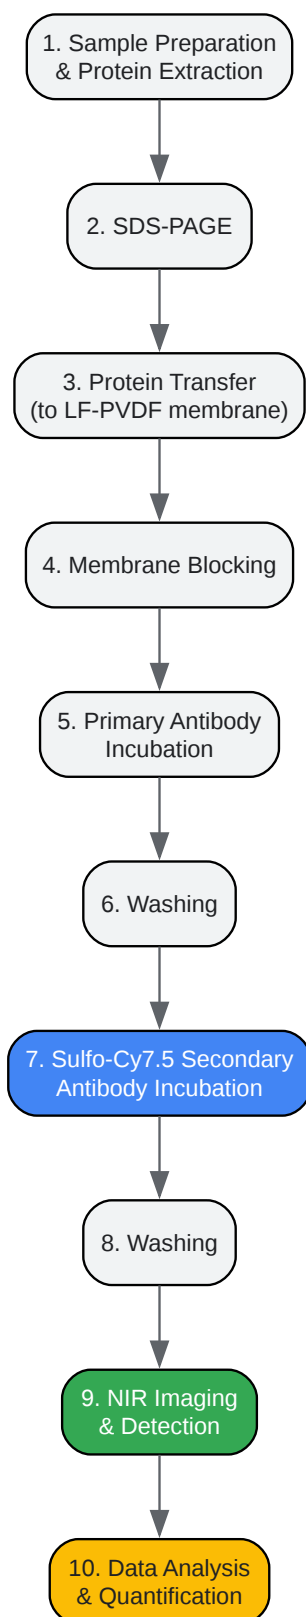 1. Sample Preparation
& Protein Extraction
2. SDS-PAGE
3. Protein Transfer
(to LF-PVDF membrane)
4. Membrane Blocking
5. Primary Antibody
Incubation
6. Washing
7. Sulfo-Cy7.5 Secondary
Antibody Incubation
8. Washing
9. NIR Imaging
& Detection
10. Data Analysis
& Quantification